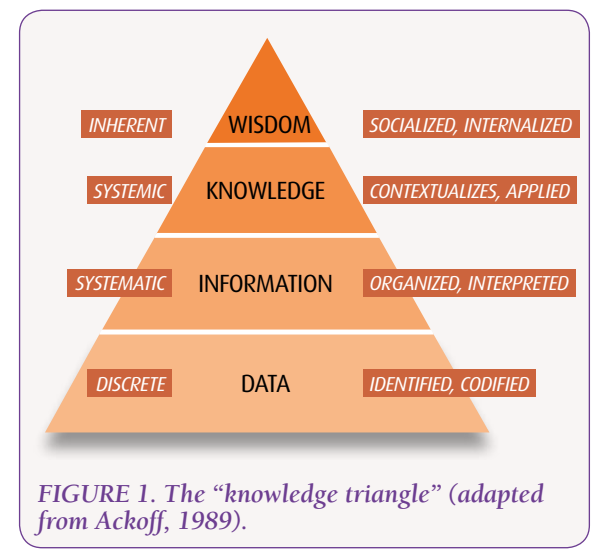 INHERENT WISDOM SOCIALIZED, INTERNALIZED
SYSTEMIC KNOWLEDGE CONTEXTUALIZES, APPLIED
SYSTEMATIC INFORMATION ORGANIZED, INTERPRETED
DISCRETE DATA IDENTIFIED, CODIFIED
FIGURE 1. The “knowledge triangle” (adapted
from Ackoff, 1989).